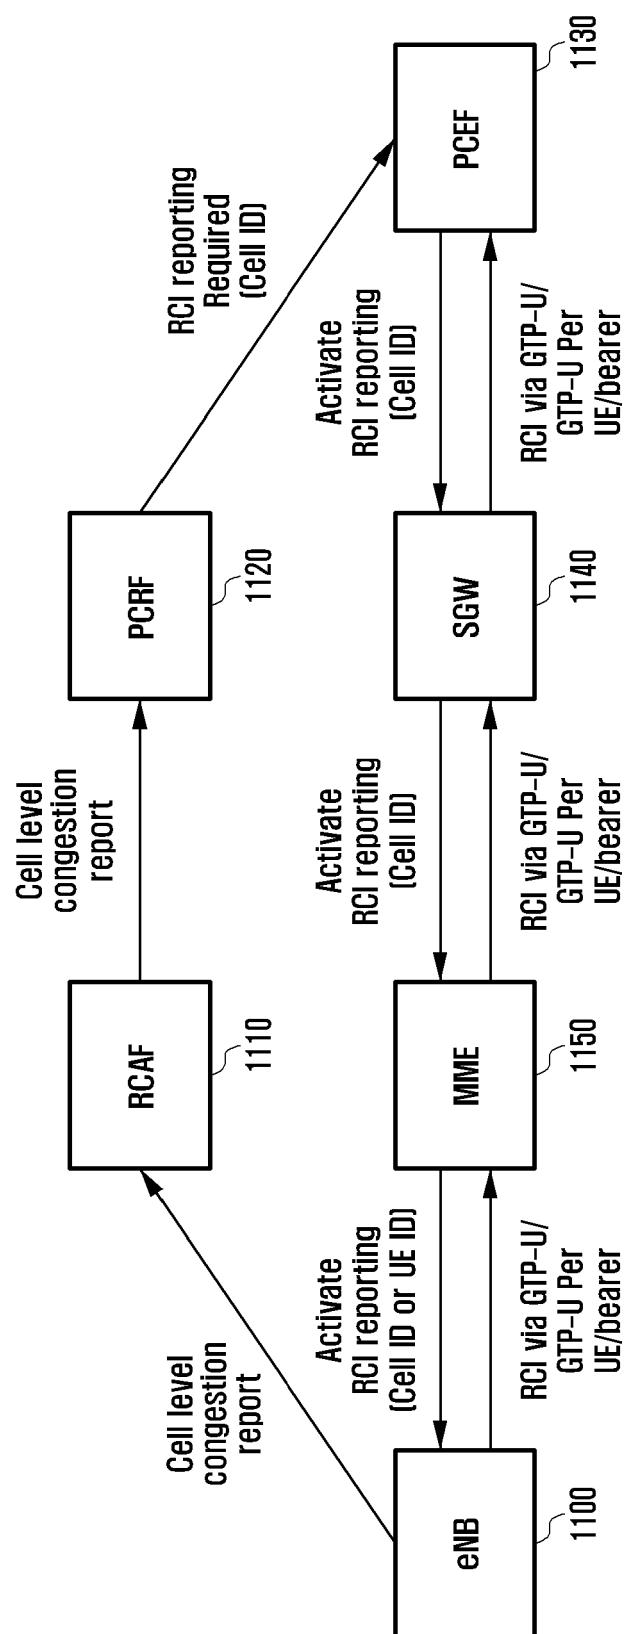 Cell level
congestion
report
RCAF
1110
Cell level
congestion
report
PCRF
1120
RCI reporting
Required
(Cell ID)
eNB
1100
Activate
RCI reporting
(Cell ID or UE ID)
RCI via GTP-U/
GTP-U Per
UE/bearer
MME
1150
Activate
RCI reporting
(Cell ID)
RCI via GTP-U/
GTP-U Per
UE/bearer
SGW
1140
Activate
RCI reporting
(Cell ID)
RCI via GTP-U/
GTP-U Per
UE/bearer
PCEF
1130